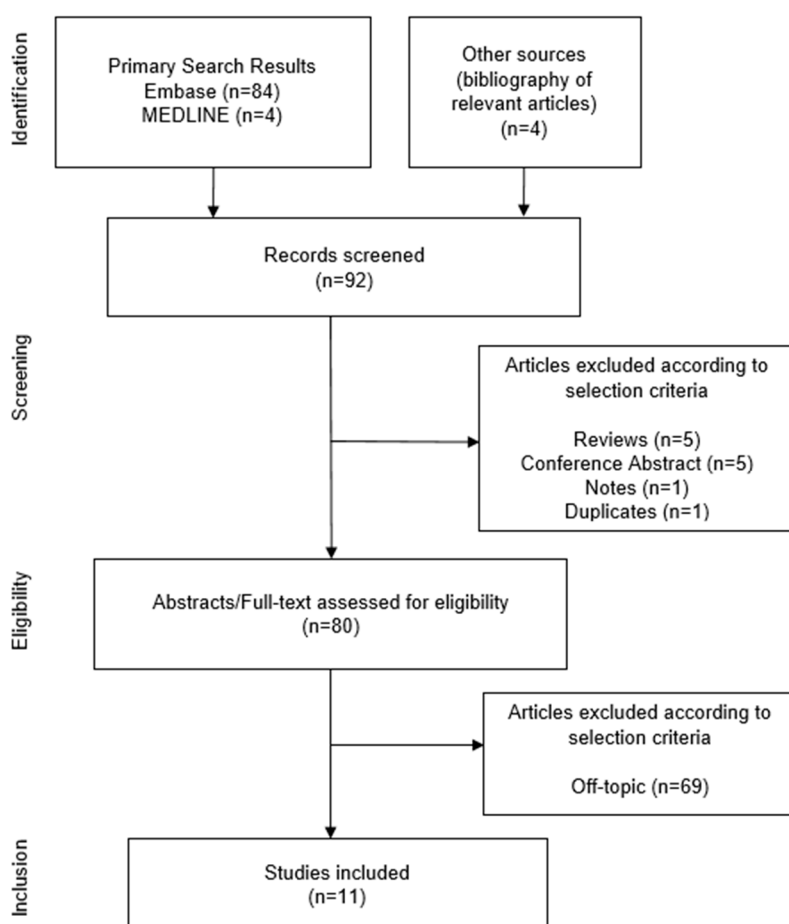 Identification
Primary Search Results
Embase (n=84)
MEDLINE (n=4)
Other sources
(bibliography of
relevant articles)
(n=4)
Records screened
(n=92)
Screening
Articles excluded according to
selection criteria
Reviews (n=5)
Conference Abstract (n=5)
Notes (n=1)
Duplicates (n=1)
Eligibility
Abstracts/Full-text assessed for eligibility
(n=80)
Articles excluded according to
selection criteria
Off-topic (n=69)
Inclusion
Studies included
(n=11)